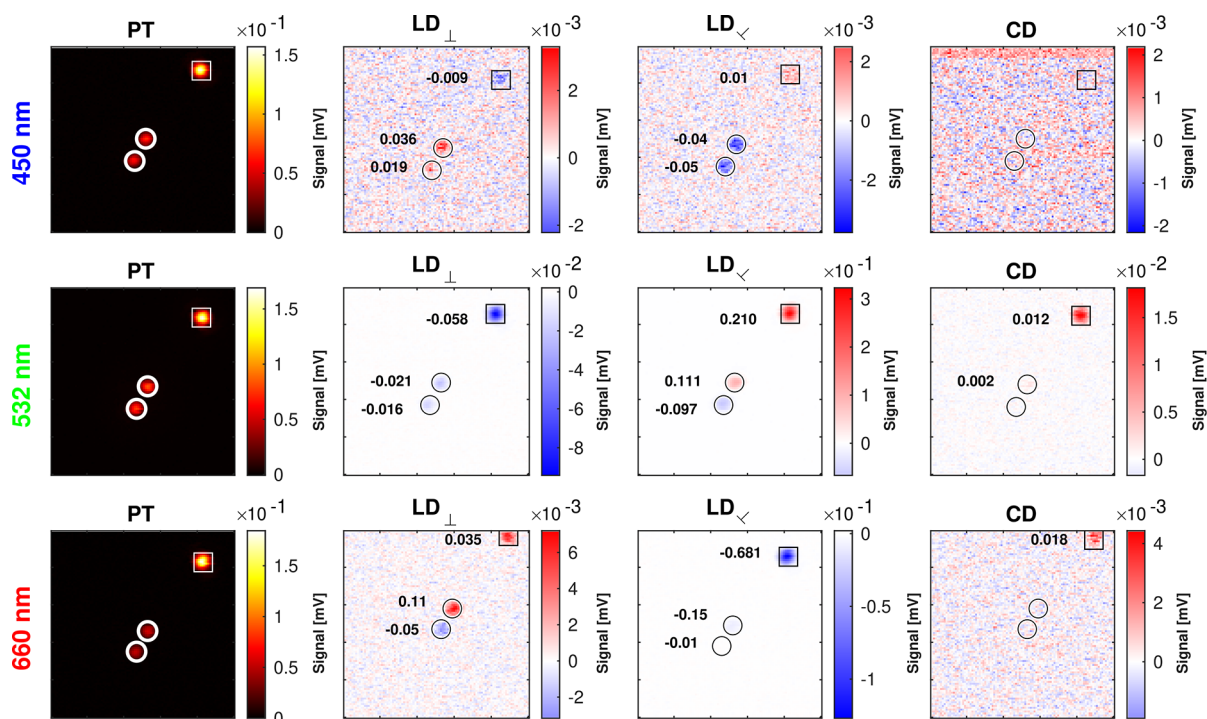 PT
×10⁻¹
1.5
1
0.5
0
Signal [mV]
450 nm
LD⊥
×10⁻³
-0.009
0.036
0.019
2
0
-2
Signal [mV]
LD
×10⁻³
0.01
-0.04
-0.05
2
0
-2
Signal [mV]
CD
×10⁻³
2
1
0
-1
-2
Signal [mV]
532 nm
PT
×10⁻¹
1.5
1
0.5
0
Signal [mV]
LD⊥
×10⁻²
-0.058
-0.021
-0.016
0
-2
-4
-6
-8
Signal [mV]
LD
×10⁻¹
0.210
0.111
-0.097
3
2
1
0
Signal [mV]
CD
×10⁻²
0.012
0.002
1.5
1
0.5
0
Signal [mV]
660 nm
PT
×10⁻¹
1.5
1
0.5
0
Signal [mV]
LD⊥
×10⁻³
0.035
0.11
-0.05
6
4
2
0
-2
Signal [mV]
LD
×10⁻¹
-0.681
-0.15
-0.01
0
-0.5
-1
Signal [mV]
CD
×10⁻³
0.018
4
2
0
Signal [mV]